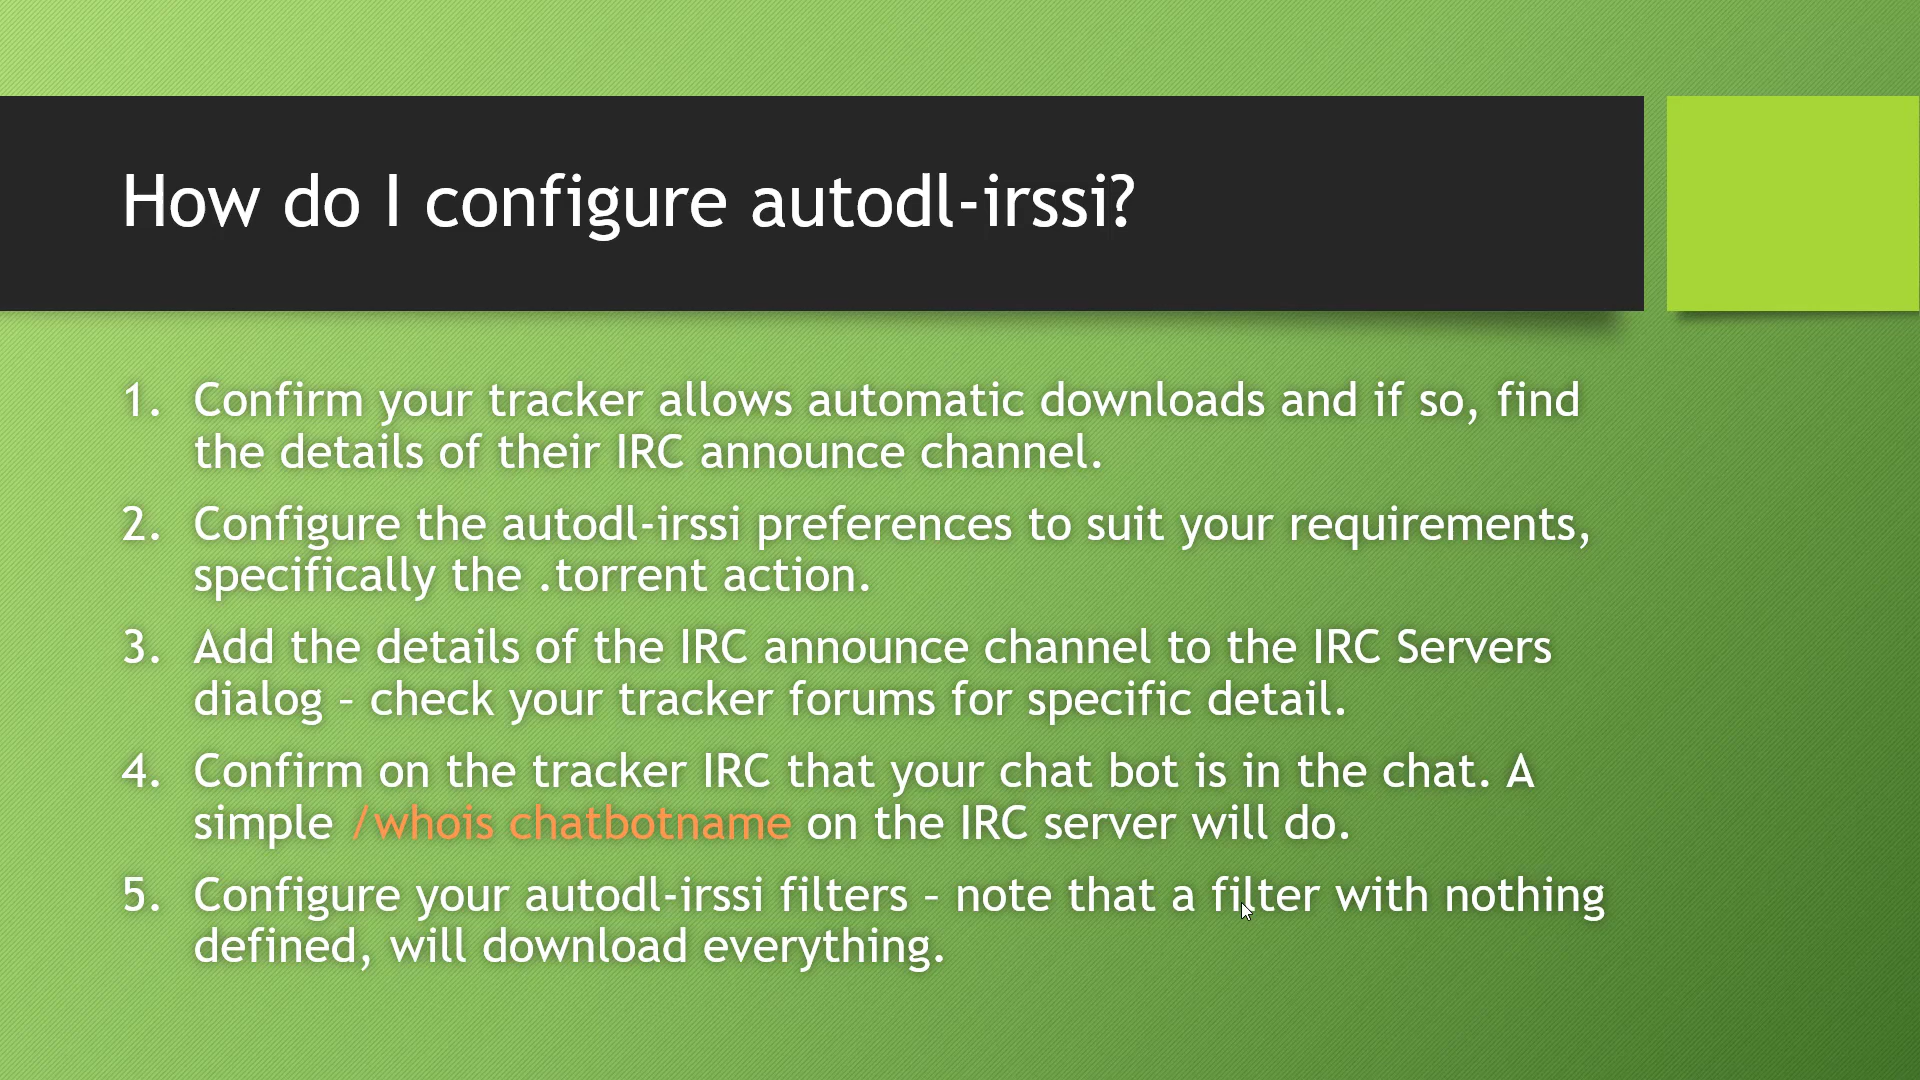 How do I configure autodl-irssi?
1. Confirm your tracker allows automatic downloads and if so, find
the details of their IRC announce channel.
2. Configure the autodl-irssi preferences to suit your requirements,
specifically the .torrent action.
3. Add the details of the IRC announce channel to the IRC Servers
dialog – check your tracker forums for specific detail.
4. Confirm on the tracker IRC that your chat bot is in the chat. A
simple /whois chatbotname on the IRC server will do.
5. Configure your autodl-irssi filters – note that a filter with nothing
defined, will download everything.